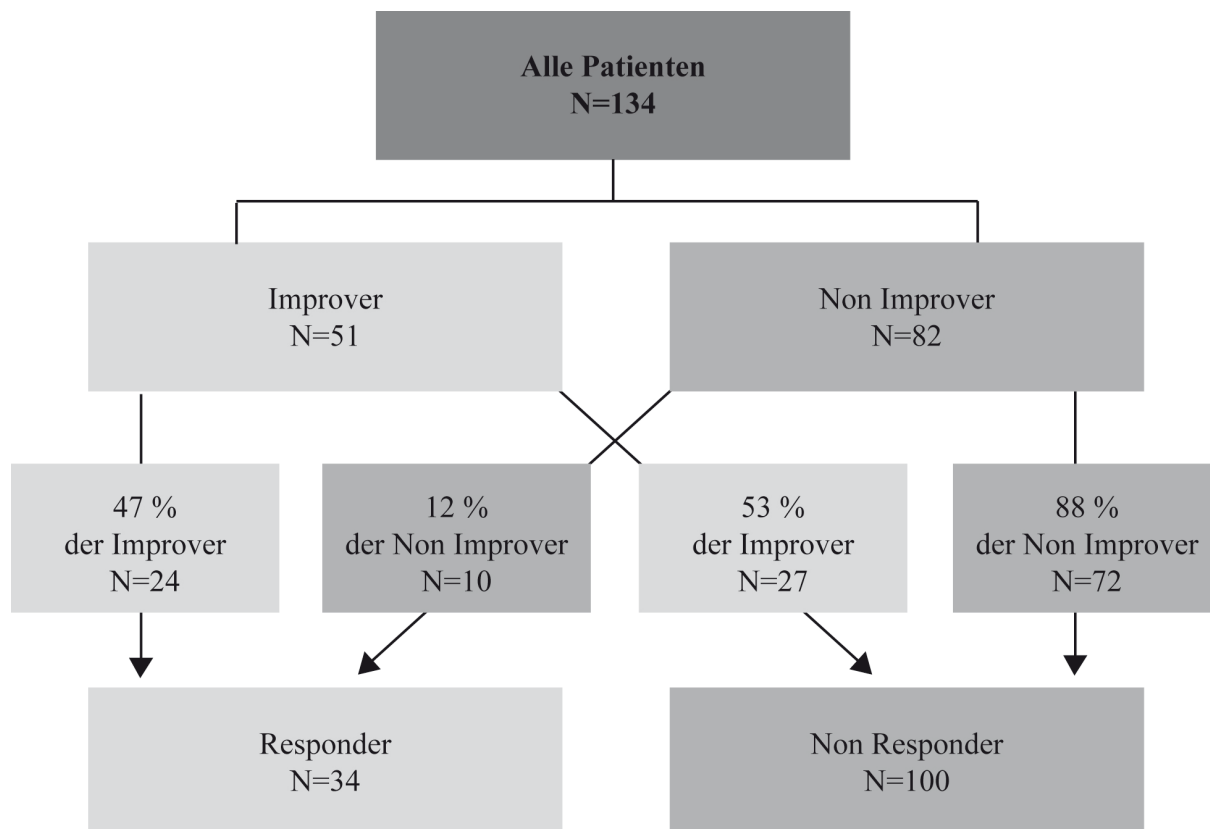 Alle Patienten
N=134
Improver
N=51
Non Improver
N=82
47 %
der Improver
N=24
12 %
der Non Improver
N=10
53 %
der Improver
N=27
88 %
der Non Improver
N=72
Responder
N=34
Non Responder
N=100